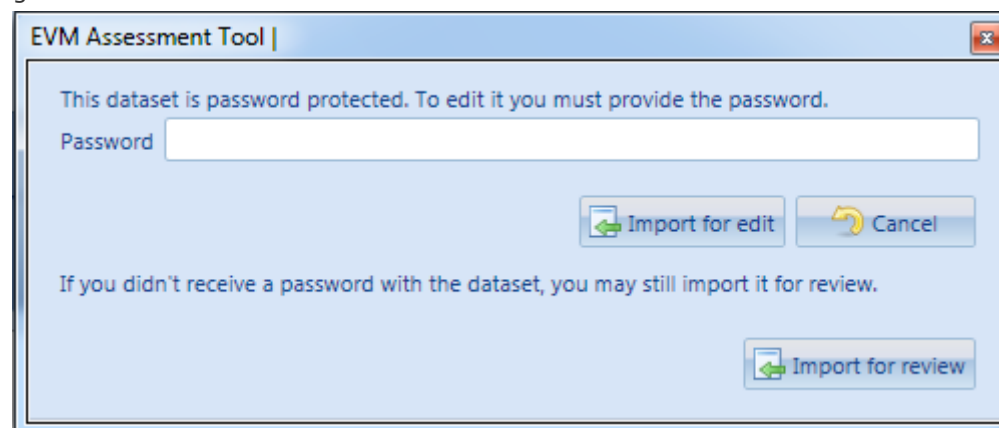 EVM Assessment Tool |
This dataset is password protected. To edit it you must provide the password.
Password
Import for edit
Cancel
If you didn't receive a password with the dataset, you may still import it for review.
Import for review